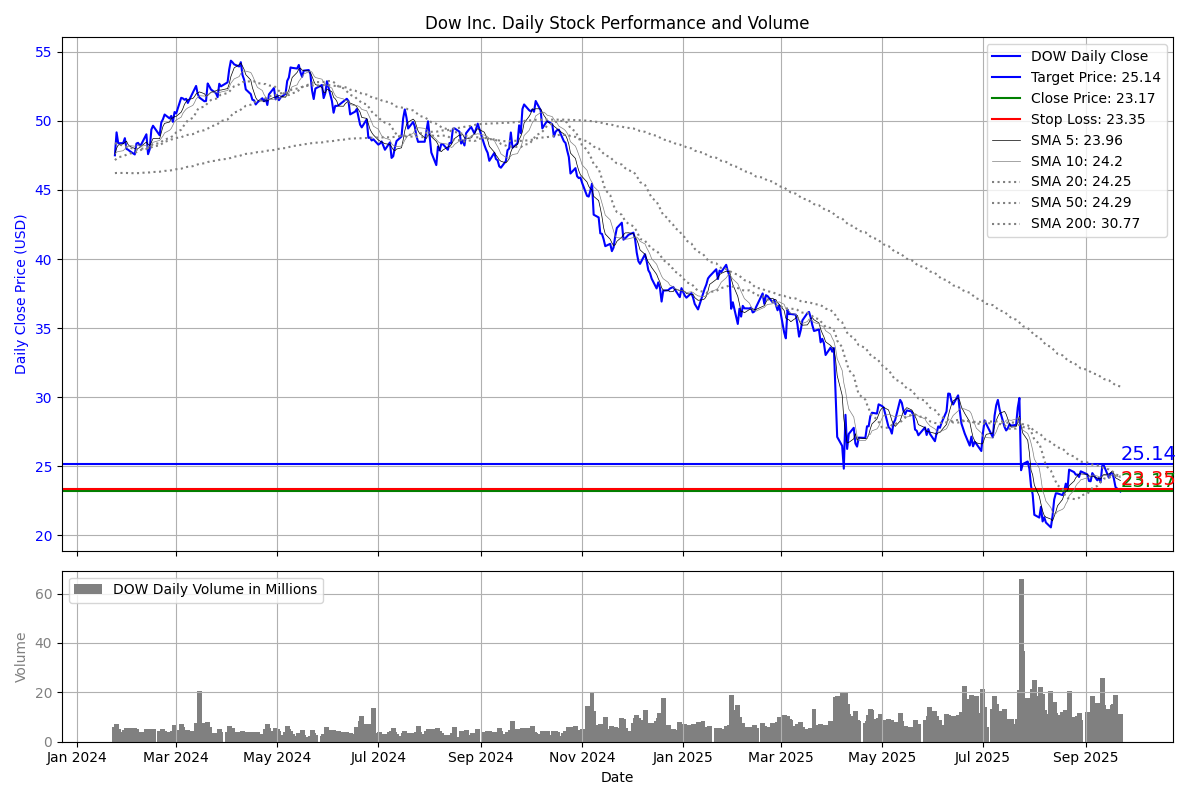 Dow Inc. Daily Stock Performance and Volume
55
50
45
40
35
30
25
20
Daily Close Price (USD)
DOW Daily Close
Target Price: 25.14
Close Price: 23.17
Stop Loss: 23.35
SMA 5: 23.96
SMA 10: 24.2
SMA 20: 24.25
SMA 50: 24.29
SMA 200: 30.77
25.14
23.35
23.17
DOW Daily Volume in Millions
60
40
20
0
Volume
Jan 2024 Mar 2024 May 2024 Jul 2024 Sep 2024 Nov 2024 Jan 2025 Mar 2025 May 2025 Jul 2025 Sep 2025
Date